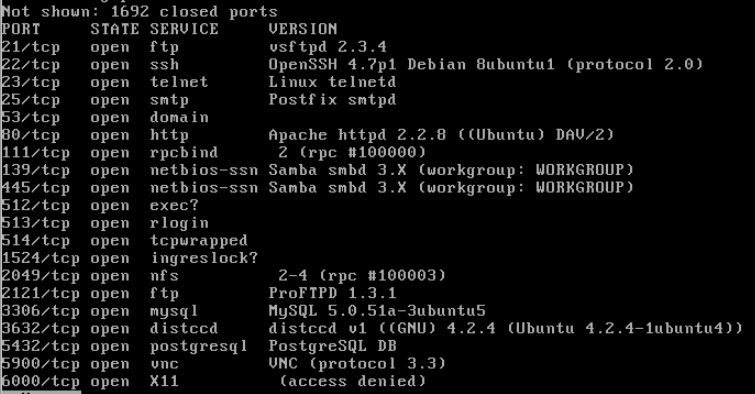 Not shown: 1692 closed ports
PORT     STATE SERVICE     VERSION
21/tcp   open  ftp         vsftpd 2.3.4
22/tcp   open  ssh         OpenSSH 4.7p1 Debian 8ubuntu1 (protocol 2.0)
23/tcp   open  telnet      Linux telnetd
25/tcp   open  smtp        Postfix smtpd
53/tcp   open  domain
80/tcp   open  http        Apache httpd 2.2.8 ((Ubuntu) DAV/2)
111/tcp  open  rpcbind      2 (rpc #100000)
139/tcp  open  netbios-ssn Samba smbd 3.X (workgroup: WORKGROUP)
445/tcp  open  netbios-ssn Samba smbd 3.X (workgroup: WORKGROUP)
512/tcp  open  exec?
513/tcp  open  rlogin
514/tcp  open  tcpwrapped
1524/tcp open  ingreslock?
2049/tcp open  nfs          2-4 (rpc #100003)
2121/tcp open  ftp         ProFTPD 1.3.1
3306/tcp open  mysql       MySQL 5.0.51a-3ubuntu5
3632/tcp open  distccd     distccd v1 ((GNU) 4.2.4 (Ubuntu 4.2.4-1ubuntu4))
5432/tcp open  postgresql  PostgreSQL DB
5900/tcp open  vnc         VNC (protocol 3.3)
6000/tcp open  X11          (access denied)